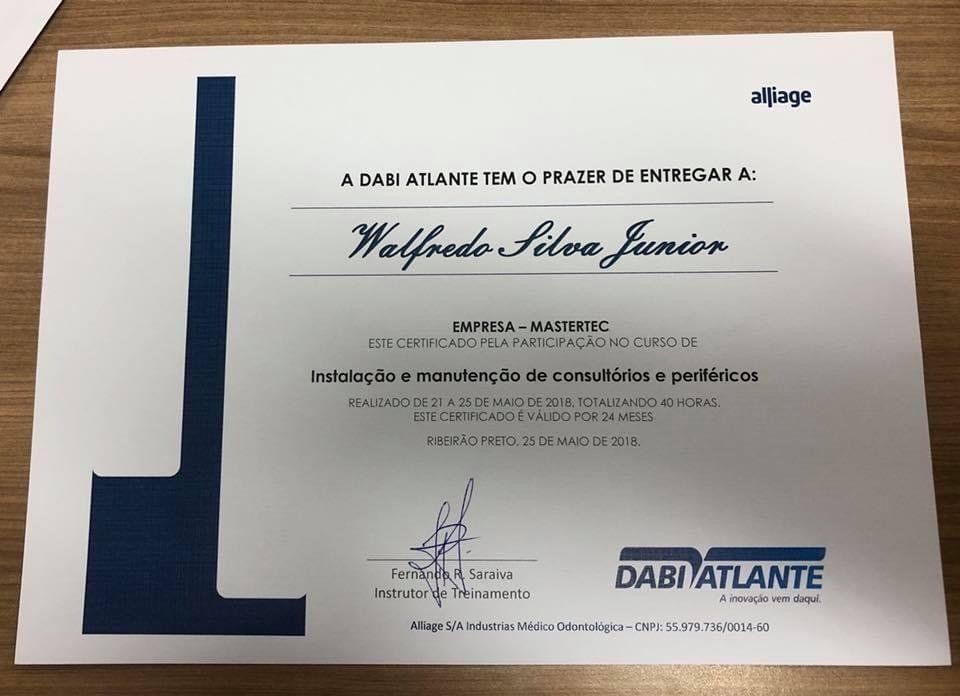 alliage
A DABI ATLANTE TEM O PRAZER DE ENTREGAR A:
Walfredo Silva Junior
EMPRESA – MASTERTEC
ESTE CERTIFICADO PELA PARTICIPAÇÃO NO CURSO DE
Instalação e manutenção de consultórios e periféricos
REALIZADO DE 21 A 25 DE MAIO DE 2018, TOTALIZANDO 40 HORAS.
ESTE CERTIFICADO É VÁLIDO POR 24 MESES
RIBEIRÃO PRETO, 25 DE MAIO DE 2018.
Fernando R. Saraiva
Instrutor de Treinamento
DABI ATLANTE
A inovação vem daqui.
Alliage S/A Industrias Médico Odontológica – CNPJ: 55.979.736/0014-60